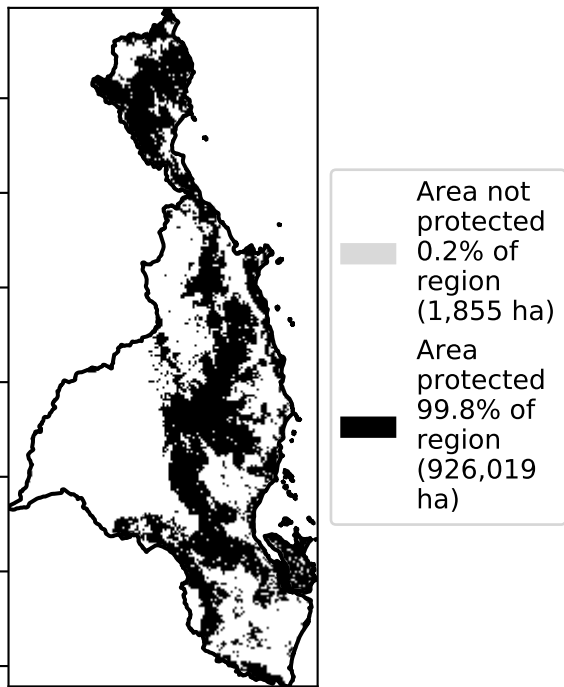 Area not
protected
0.2% of
region
(1,855 ha)
Area
protected
99.8% of
region
(926,019
ha)